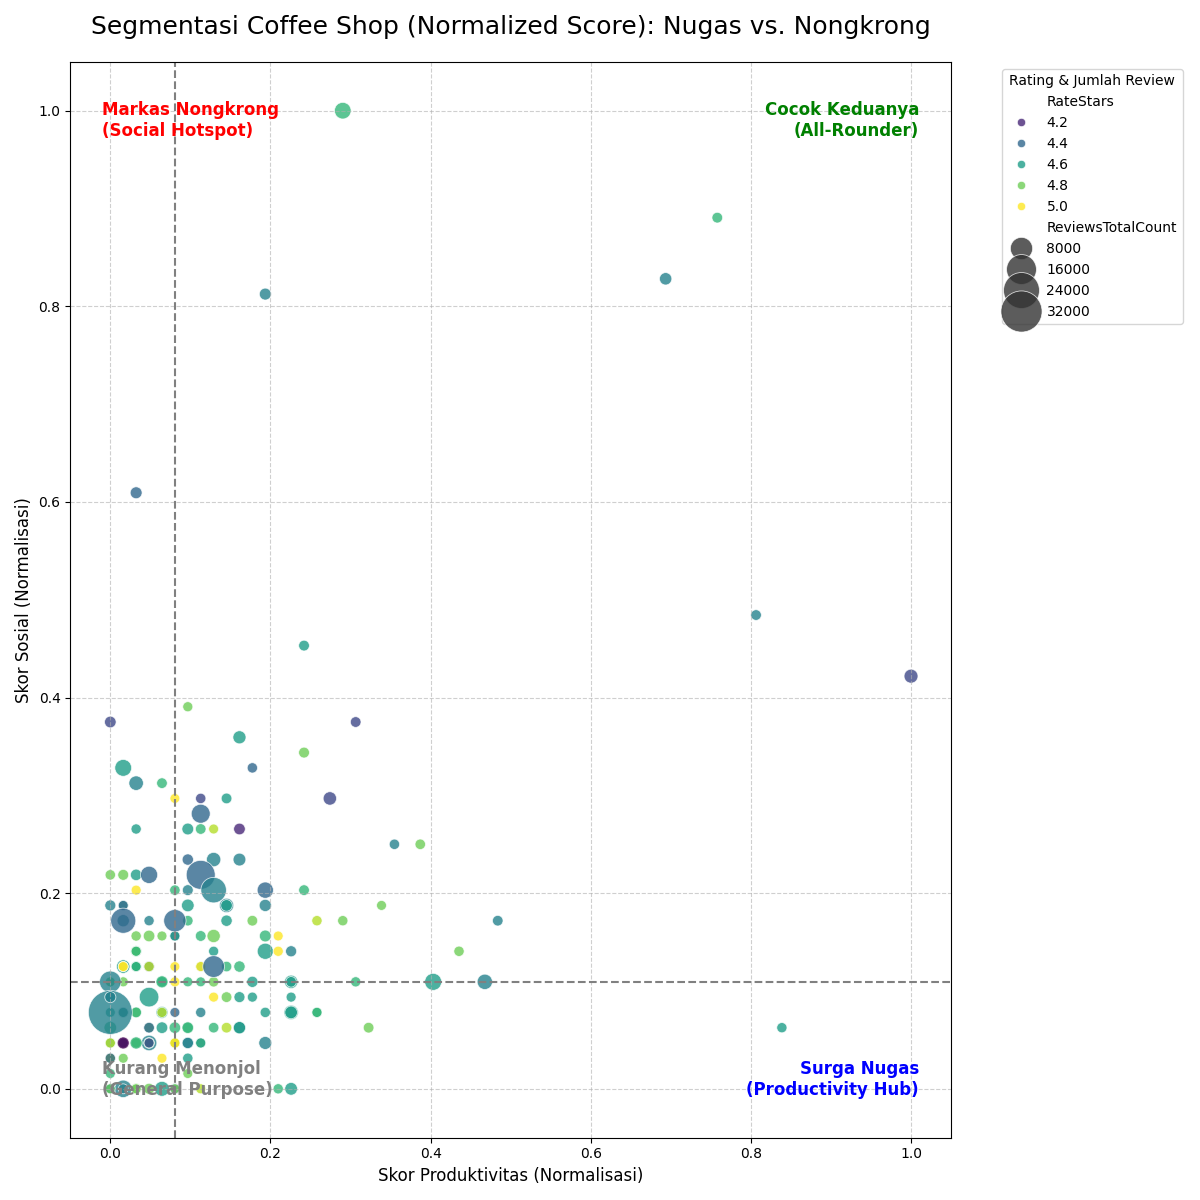 Segmentasi Coffee Shop (Normalized Score): Nugas vs. Nongkrong
Markas Nongkrong
(Social Hotspot)
Cocok Keduanya
(All-Rounder)
Kurang Menonjol
(General Purpose)
Surga Nugas
(Productivity Hub)
Skor Sosial (Normalisasi)
1.0
0.8
0.6
0.4
0.2
0.0
0.0
0.2
0.4
0.6
0.8
1.0
Skor Produktivitas (Normalisasi)
Rating & Jumlah Review
RateStars
4.2
4.4
4.6
4.8
5.0
ReviewsTotalCount
8000
16000
24000
32000